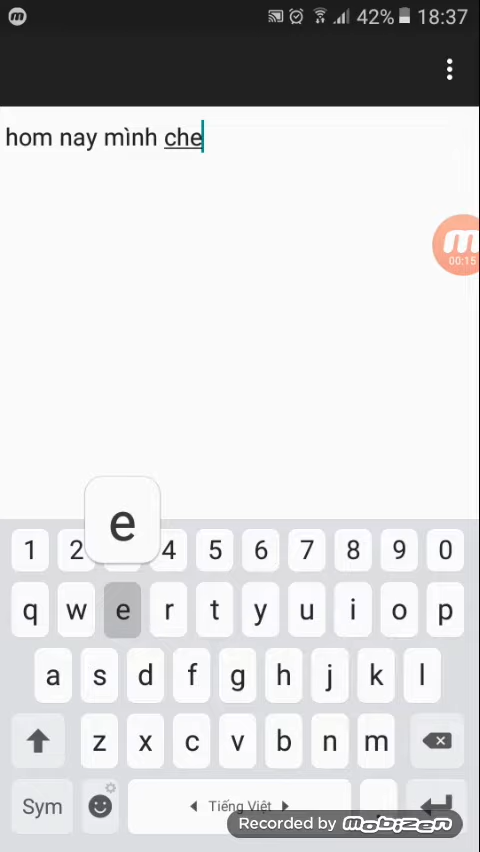 42% 18:37
hom nay mình che
00:15
e
1 2 4 5 6 7 8 9 0
q w e r t y u i o p
a s d f g h j k l
z x c v b n m
Sym Tiếng Việt
Recorded by mobizen